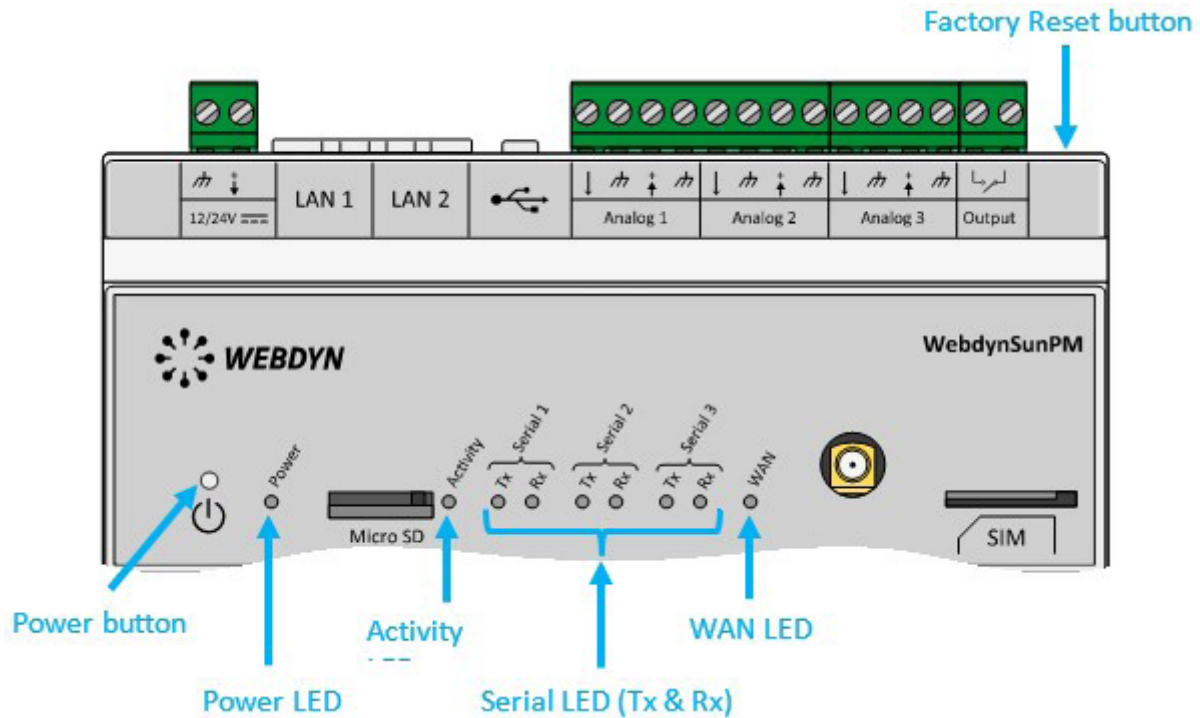 Factory Reset button
12/24V
LAN 1
LAN 2
Analog 1
Analog 2
Analog 3
Output
WEBDYN
WebdynSunPM
Power
Micro SD
Activity
Serial 1
Tx
Rx
Serial 2
Tx
Rx
Serial 3
Tx
Rx
WAN
SIM
Power button
Activity
WAN LED
Power LED
Serial LED (Tx & Rx)